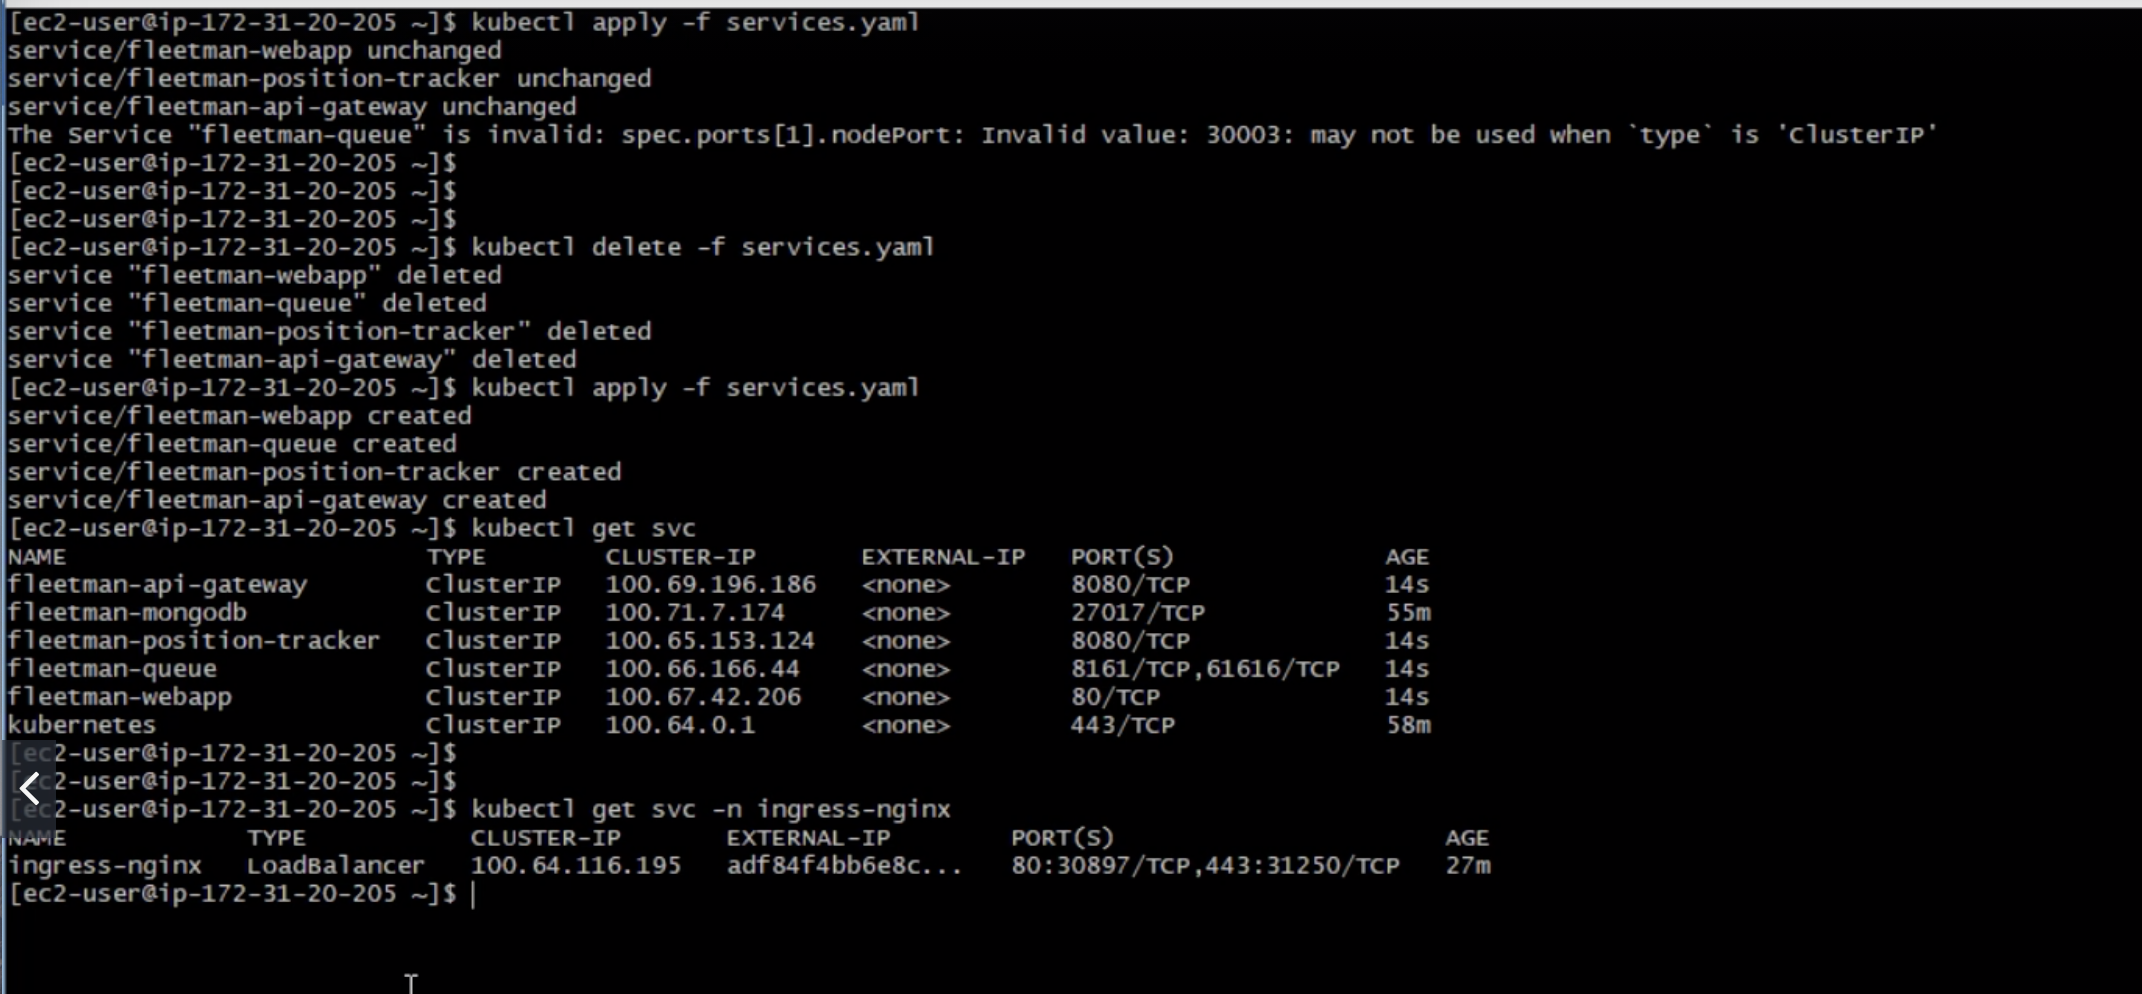 [ec2-user@ip-172-31-20-205 ~]$ kubectl apply -f services.yaml
service/fleetman-webapp unchanged
service/fleetman-position-tracker unchanged
service/fleetman-api-gateway unchanged
The Service "fleetman-queue" is invalid: spec.ports[1].nodePort: Invalid value: 30003: may not be used when `type` is 'ClusterIP'
[ec2-user@ip-172-31-20-205 ~]$
[ec2-user@ip-172-31-20-205 ~]$
[ec2-user@ip-172-31-20-205 ~]$
[ec2-user@ip-172-31-20-205 ~]$ kubectl delete -f services.yaml
service "fleetman-webapp" deleted
service "fleetman-queue" deleted
service "fleetman-position-tracker" deleted
service "fleetman-api-gateway" deleted
[ec2-user@ip-172-31-20-205 ~]$ kubectl apply -f services.yaml
service/fleetman-webapp created
service/fleetman-queue created
service/fleetman-position-tracker created
service/fleetman-api-gateway created
[ec2-user@ip-172-31-20-205 ~]$ kubectl get svc
NAME TYPE CLUSTER-IP EXTERNAL-IP PORT(S) AGE
fleetman-api-gateway ClusterIP 100.69.196.186 <none> 8080/TCP 14s
fleetman-mongodb ClusterIP 100.71.7.174 <none> 27017/TCP 55m
fleetman-position-tracker ClusterIP 100.65.153.124 <none> 8080/TCP 14s
fleetman-queue ClusterIP 100.66.166.44 <none> 8161/TCP,61616/TCP 14s
fleetman-webapp ClusterIP 100.67.42.206 <none> 80/TCP 14s
kubernetes ClusterIP 100.64.0.1 <none> 443/TCP 58m
[ec2-user@ip-172-31-20-205 ~]$
[ec2-user@ip-172-31-20-205 ~]$
[ec2-user@ip-172-31-20-205 ~]$ kubectl get svc -n ingress-nginx
NAME TYPE CLUSTER-IP EXTERNAL-IP PORT(S) AGE
ingress-nginx LoadBalancer 100.64.116.195 adf84f4bb6e8c... 80:30897/TCP,443:31250/TCP 27m
[ec2-user@ip-172-31-20-205 ~]$